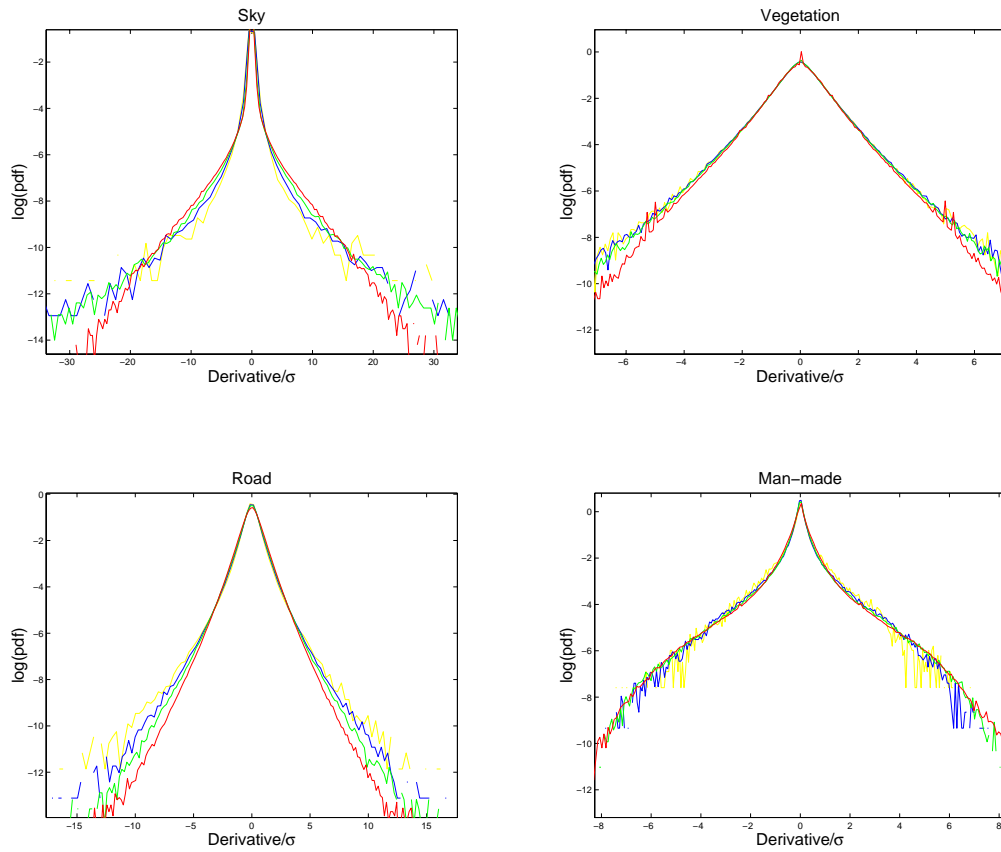 Sky
−2
−4
−6
−8
−10
−12
−14
log(pdf)
−30 −20 −10 0 10 20 30
Derivative/σ
Vegetation
0
−2
−4
−6
−8
−10
−12
log(pdf)
−6 −4 −2 0 2 4 6
Derivative/σ
Road
0
−2
−4
−6
−8
−10
−12
log(pdf)
−15 −10 −5 0 5 10 15
Derivative/σ
Man−made
0
−2
−4
−6
−8
−10
−12
log(pdf)
−8 −6 −4 −2 0 2 4 6 8
Derivative/σ